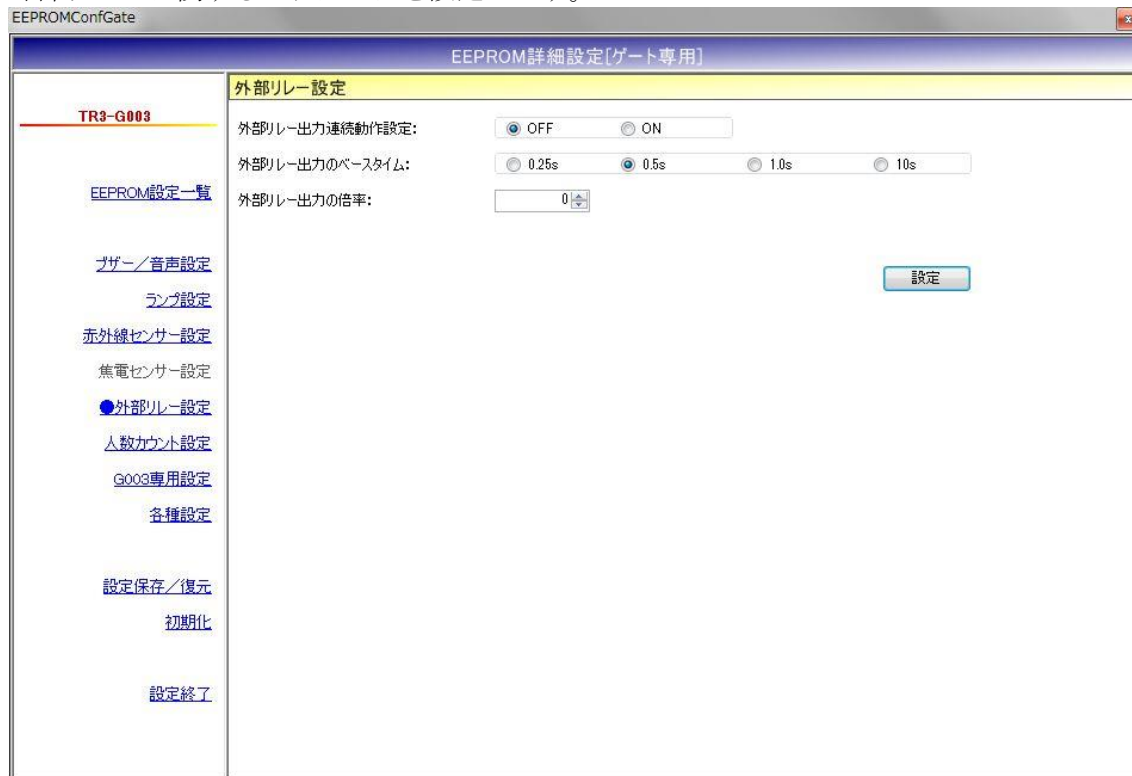 EEPROMConfGate
EEPROM詳細設定[ゲート専用]
TR3-G003
EEPROM設定一覧
ブザー／音声設定
ランプ設定
赤外線センサー設定
焦電センサー設定
●外部リレー設定
人数カウント設定
G003専用設定
各種設定
設定保存／復元
初期化
設定終了
外部リレー設定
外部リレー出力連続動作設定: OFF ON
外部リレー出力のベースタイム: 0.25s 0.5s 1.0s 10s
外部リレー出力の倍率: 0
設定